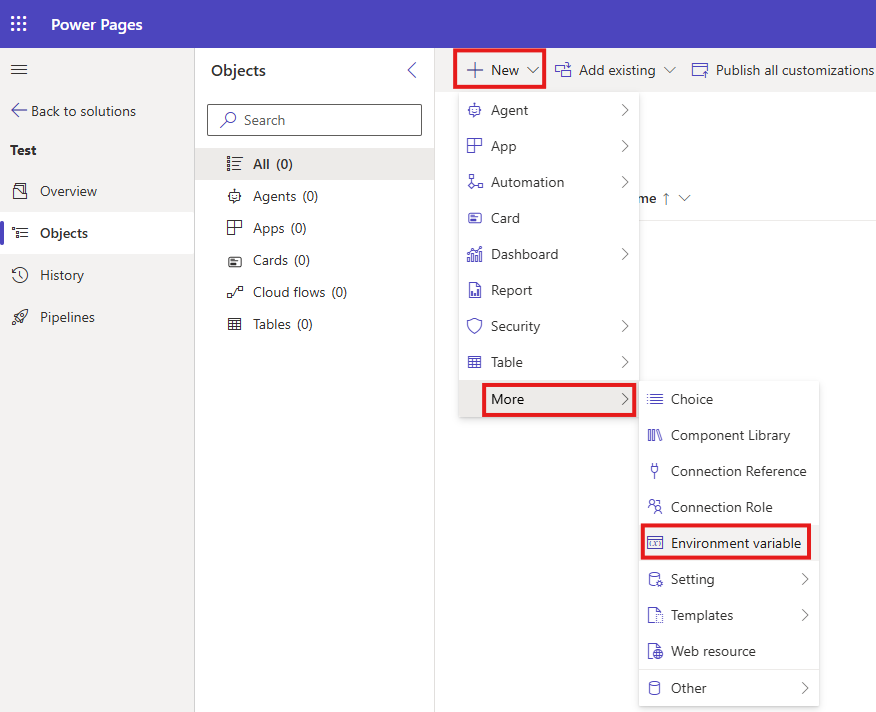 Power Pages
Back to solutions
Test
Overview
Objects
History
Pipelines
Objects
Search
All (0)
Agents (0)
Apps (0)
Cards (0)
Cloud flows (0)
Tables (0)
New
Add existing
Publish all customizations
me ↑
Agent
App
Automation
Card
Dashboard
Report
Security
Table
More
Choice
Component Library
Connection Reference
Connection Role
Environment variable
Setting
Templates
Web resource
Other